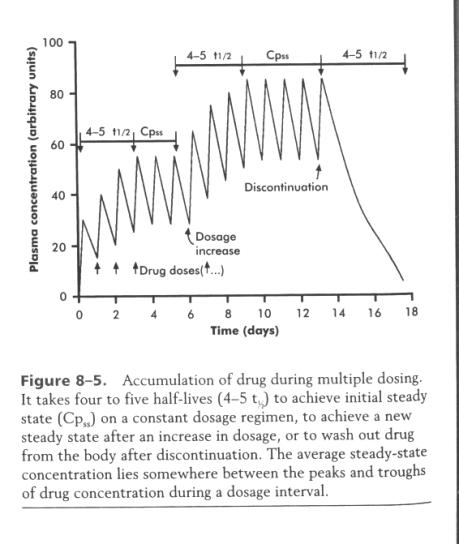 100
80
60
40
20
0
Plasma concentration (arbitrary units)
4–5 t1/2
Cpss
4–5 t1/2
4–5 t1/2
Cpss
Discontinuation
Dosage
increase
Drug doses(↑...)
0 2 4 6 8 10 12 14 16 18
Time (days)
Figure 8–5. Accumulation of drug during multiple dosing.
It takes four to five half-lives (4–5 t½) to achieve initial steady
state (Cpss) on a constant dosage regimen, to achieve a new
steady state after an increase in dosage, or to wash out drug
from the body after discontinuation. The average steady-state
concentration lies somewhere between the peaks and troughs
of drug concentration during a dosage interval.